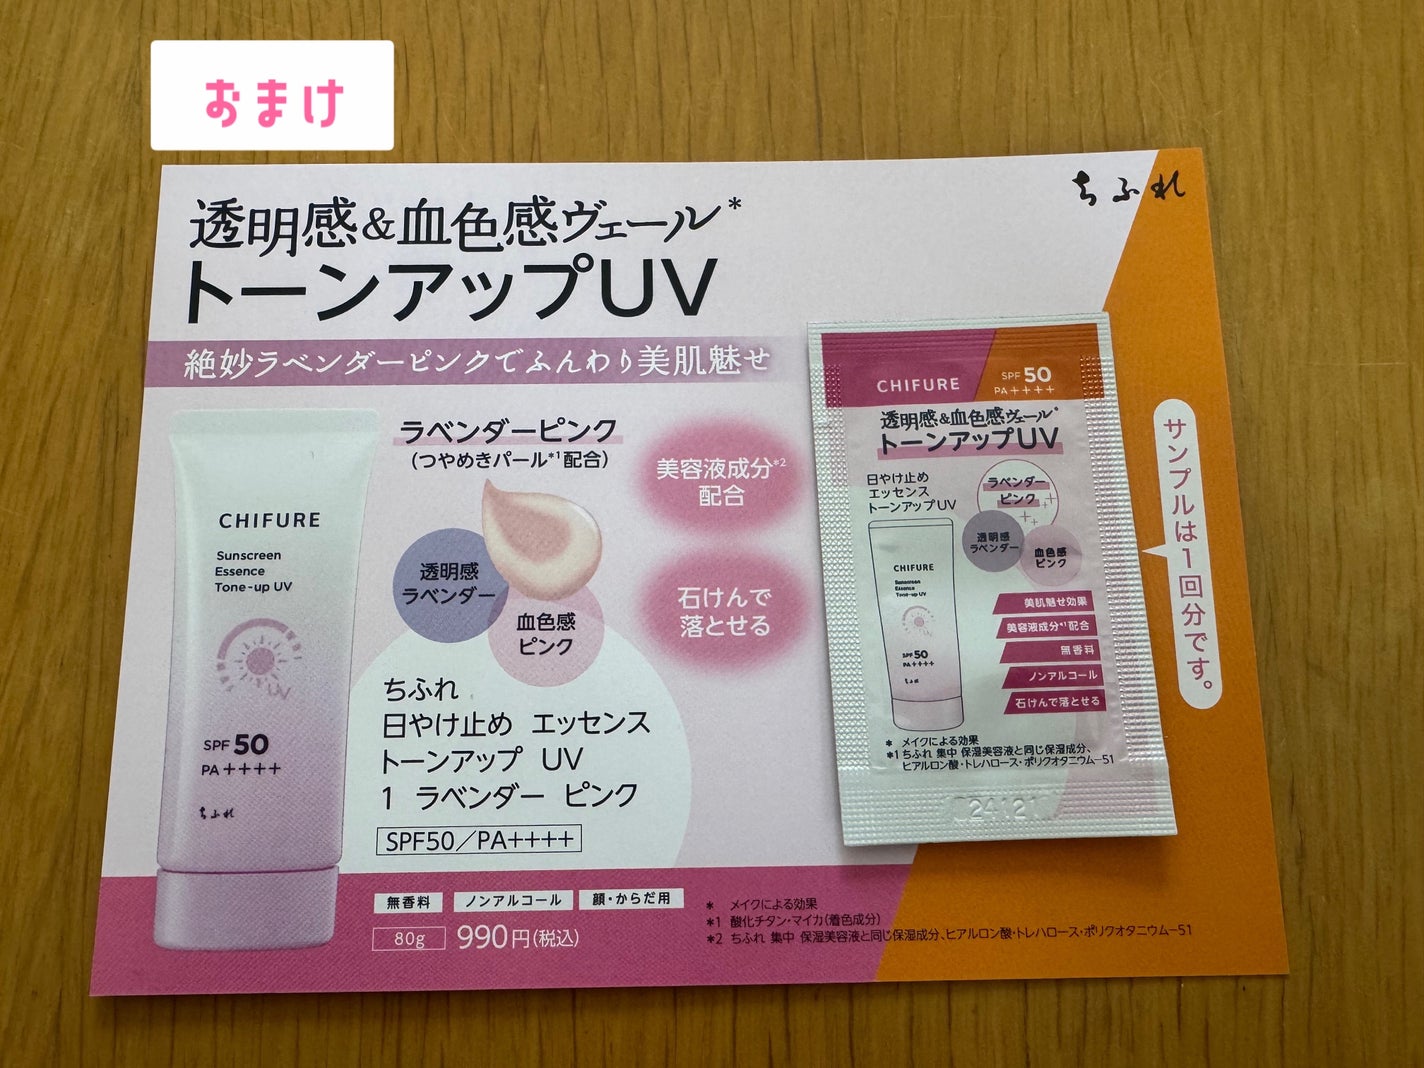 おまけ
ちふれ
透明感&血色感ヴェール*
トーンアップUV
絶妙ラベンダーピンクでふんわり美肌魅せ
CHIFURE
Sunscreen
Essence
Tone-up UV
UV
SPF 50
PA++++
ちふれ
ラベンダーピンク
(つやめきパール*1配合)
透明感
ラベンダー
血色感
ピンク
美容液成分*2
配合
石けんで
落とせる
ちふれ
日やけ止め エッセンス
トーンアップ UV
1 ラベンダー ピンク
SPF50/PA++++
無香料 ノンアルコール 顔・からだ用
80g 990円(税込)
* メイクによる効果
*1 酸化チタン・マイカ(着色成分)
*2 ちふれ 集中 保湿美容液と同じ保湿成分、ヒアルロン酸・トレハロース・ポリクオタニウム-51
CHIFURE
SPF 50
PA++++
透明感&血色感ヴェール*
トーンアップUV
日やけ止め
エッセンス
トーンアップUV
ラベンダー
ピンク
透明感
ラベンダー
血色感
ピンク
CHIFURE
Sunscreen
Essence
Tone-up UV
UV
SPF 50
PA++++
ちふれ
美肌魅せ効果
美容液成分*1配合
無香料
ノンアルコール
石けんで落とせる
* メイクによる効果
*1 ちふれ 集中 保湿美容液と同じ保湿成分、
ヒアルロン酸・トレハロース・ポリクオタニウム-51
24121
サンプルは1回分です。